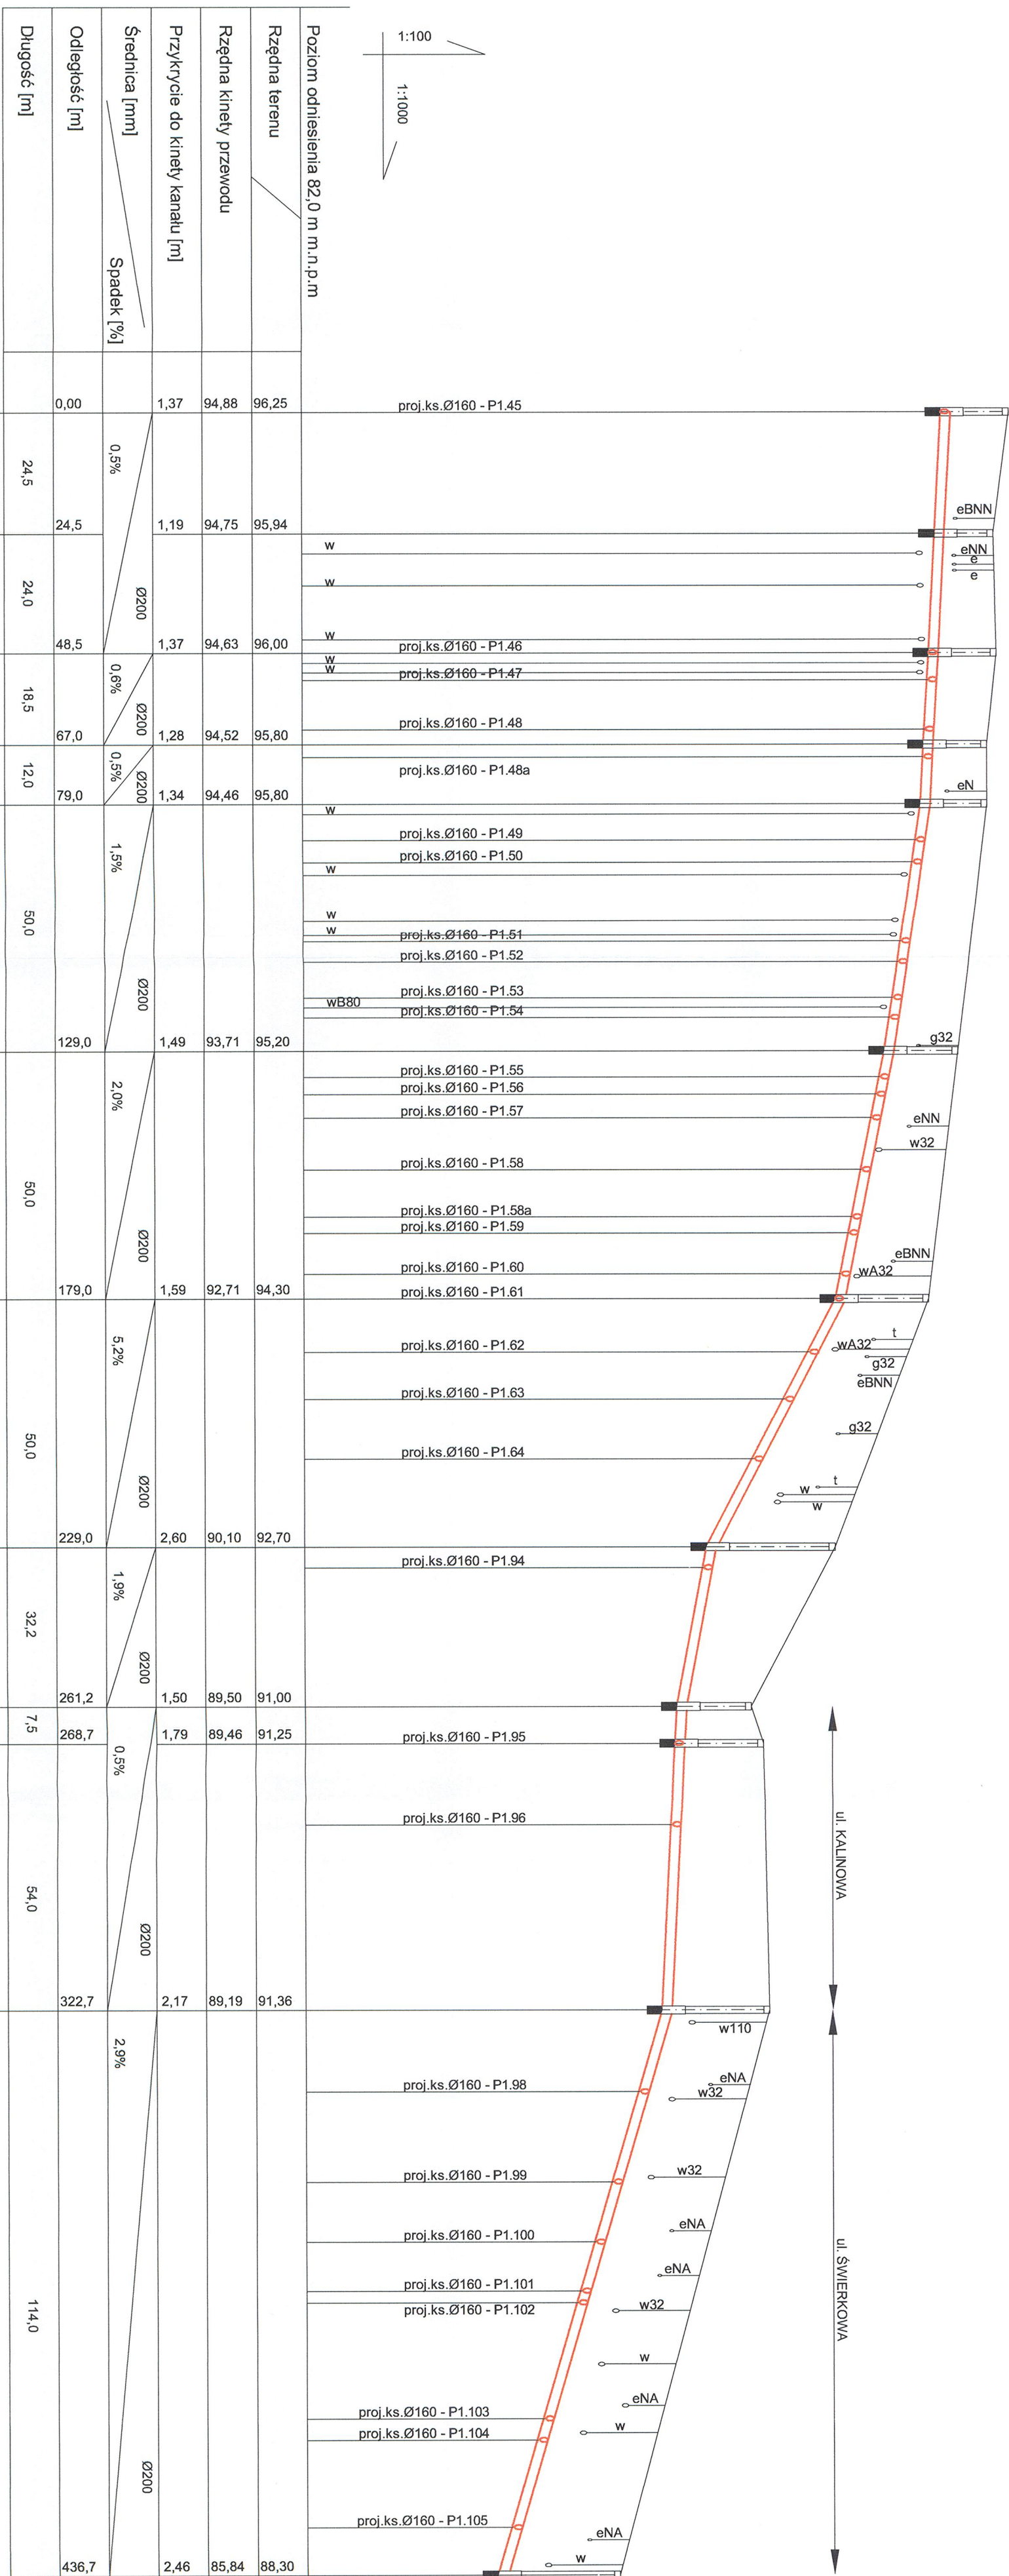 1:100
1:1000
Poziom odniesienia 82,0 m m.n.p.m
Rzędna terenu
Rzędna kinety przewodu
Przykrycie do kinety kanału [m]
Średnica [mm]
Spadek [%]
Odległość [m]
Długość [m]
0,00 1,37 94,88 96,25
proj.ks.Ø160 - P1.45
0,5%
24,5
eBNN
24,5 1,19 94,75 95,94
w
eNN
e
e
w
24,0
Ø200
w
48,5 1,37 94,63 96,00
proj.ks.Ø160 - P1.46
w
w
proj.ks.Ø160 - P1.47
0,6%
18,5
Ø200
proj.ks.Ø160 - P1.48
67,0 1,28 94,52 95,80
0,5%
12,0
Ø200
proj.ks.Ø160 - P1.48a
eN
79,0 1,34 94,46 95,80
w
proj.ks.Ø160 - P1.49
1,5%
proj.ks.Ø160 - P1.50
w
50,0
w
w
proj.ks.Ø160 - P1.51
proj.ks.Ø160 - P1.52
Ø200
proj.ks.Ø160 - P1.53
wB80
proj.ks.Ø160 - P1.54
g32
129,0 1,49 93,71 95,20
proj.ks.Ø160 - P1.55
2,0%
proj.ks.Ø160 - P1.56
proj.ks.Ø160 - P1.57
eNN
w32
proj.ks.Ø160 - P1.58
50,0
proj.ks.Ø160 - P1.58a
proj.ks.Ø160 - P1.59
Ø200
eBNN
proj.ks.Ø160 - P1.60
wA32
179,0 1,59 92,71 94,30
proj.ks.Ø160 - P1.61
5,2%
t
wA32
proj.ks.Ø160 - P1.62
g32
eBNN
proj.ks.Ø160 - P1.63
g32
50,0
proj.ks.Ø160 - P1.64
t
w
w
Ø200
229,0 2,60 90,10 92,70
proj.ks.Ø160 - P1.94
1,9%
32,2
Ø200
261,2 1,50 89,50 91,00
7,5
268,7 1,79 89,46 91,25
proj.ks.Ø160 - P1.95
0,5%
proj.ks.Ø160 - P1.96
ul. KALINOWA
54,0
Ø200
322,7 2,17 89,19 91,36
w110
2,9%
eNA
proj.ks.Ø160 - P1.98
w32
proj.ks.Ø160 - P1.99
w32
eNA
proj.ks.Ø160 - P1.100
ul. ŚWIERKOWA
eNA
proj.ks.Ø160 - P1.101
w32
proj.ks.Ø160 - P1.102
114,0
w
eNA
proj.ks.Ø160 - P1.103
w
proj.ks.Ø160 - P1.104
Ø200
proj.ks.Ø160 - P1.105
eNA
w
436,7 2,46 85,84 88,30